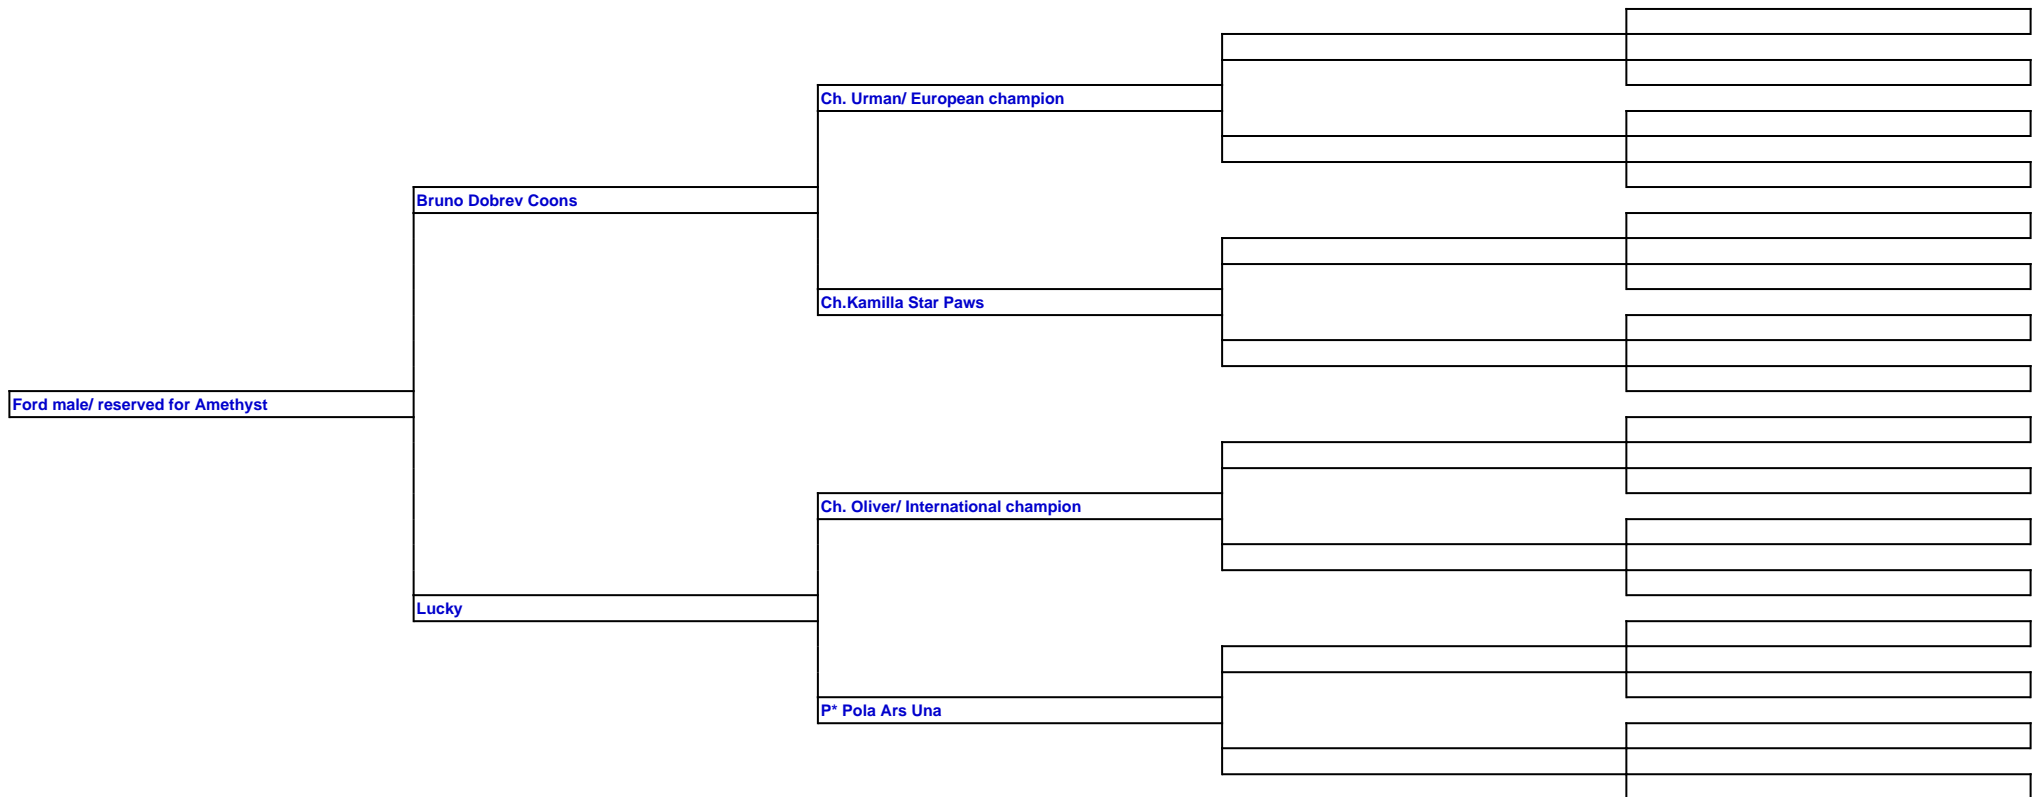 Ch. Urman/ European champion
Bruno Dobrev Coons
Ch.Kamilla Star Paws
Ford male/ reserved for Amethyst
Ch. Oliver/ International champion
Lucky
P* Pola Ars Una